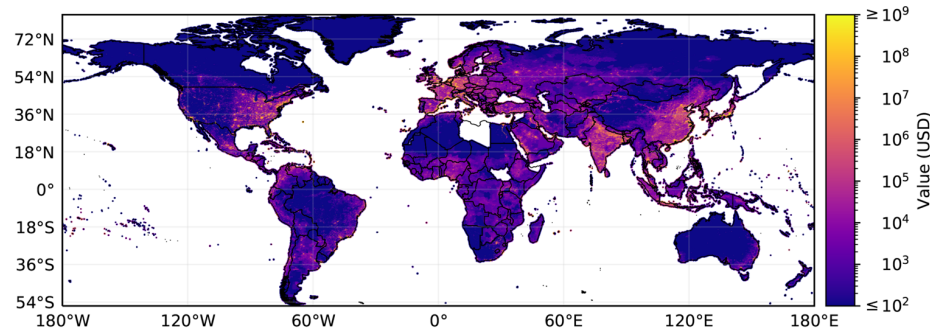 72°N
54°N
36°N
18°N
0°
18°S
36°S
54°S
180°W
120°W
60°W
0°
60°E
120°E
180°E
≥10⁹
10⁸
10⁷
10⁶
10⁵
10⁴
10³
≤10²
Value (USD)